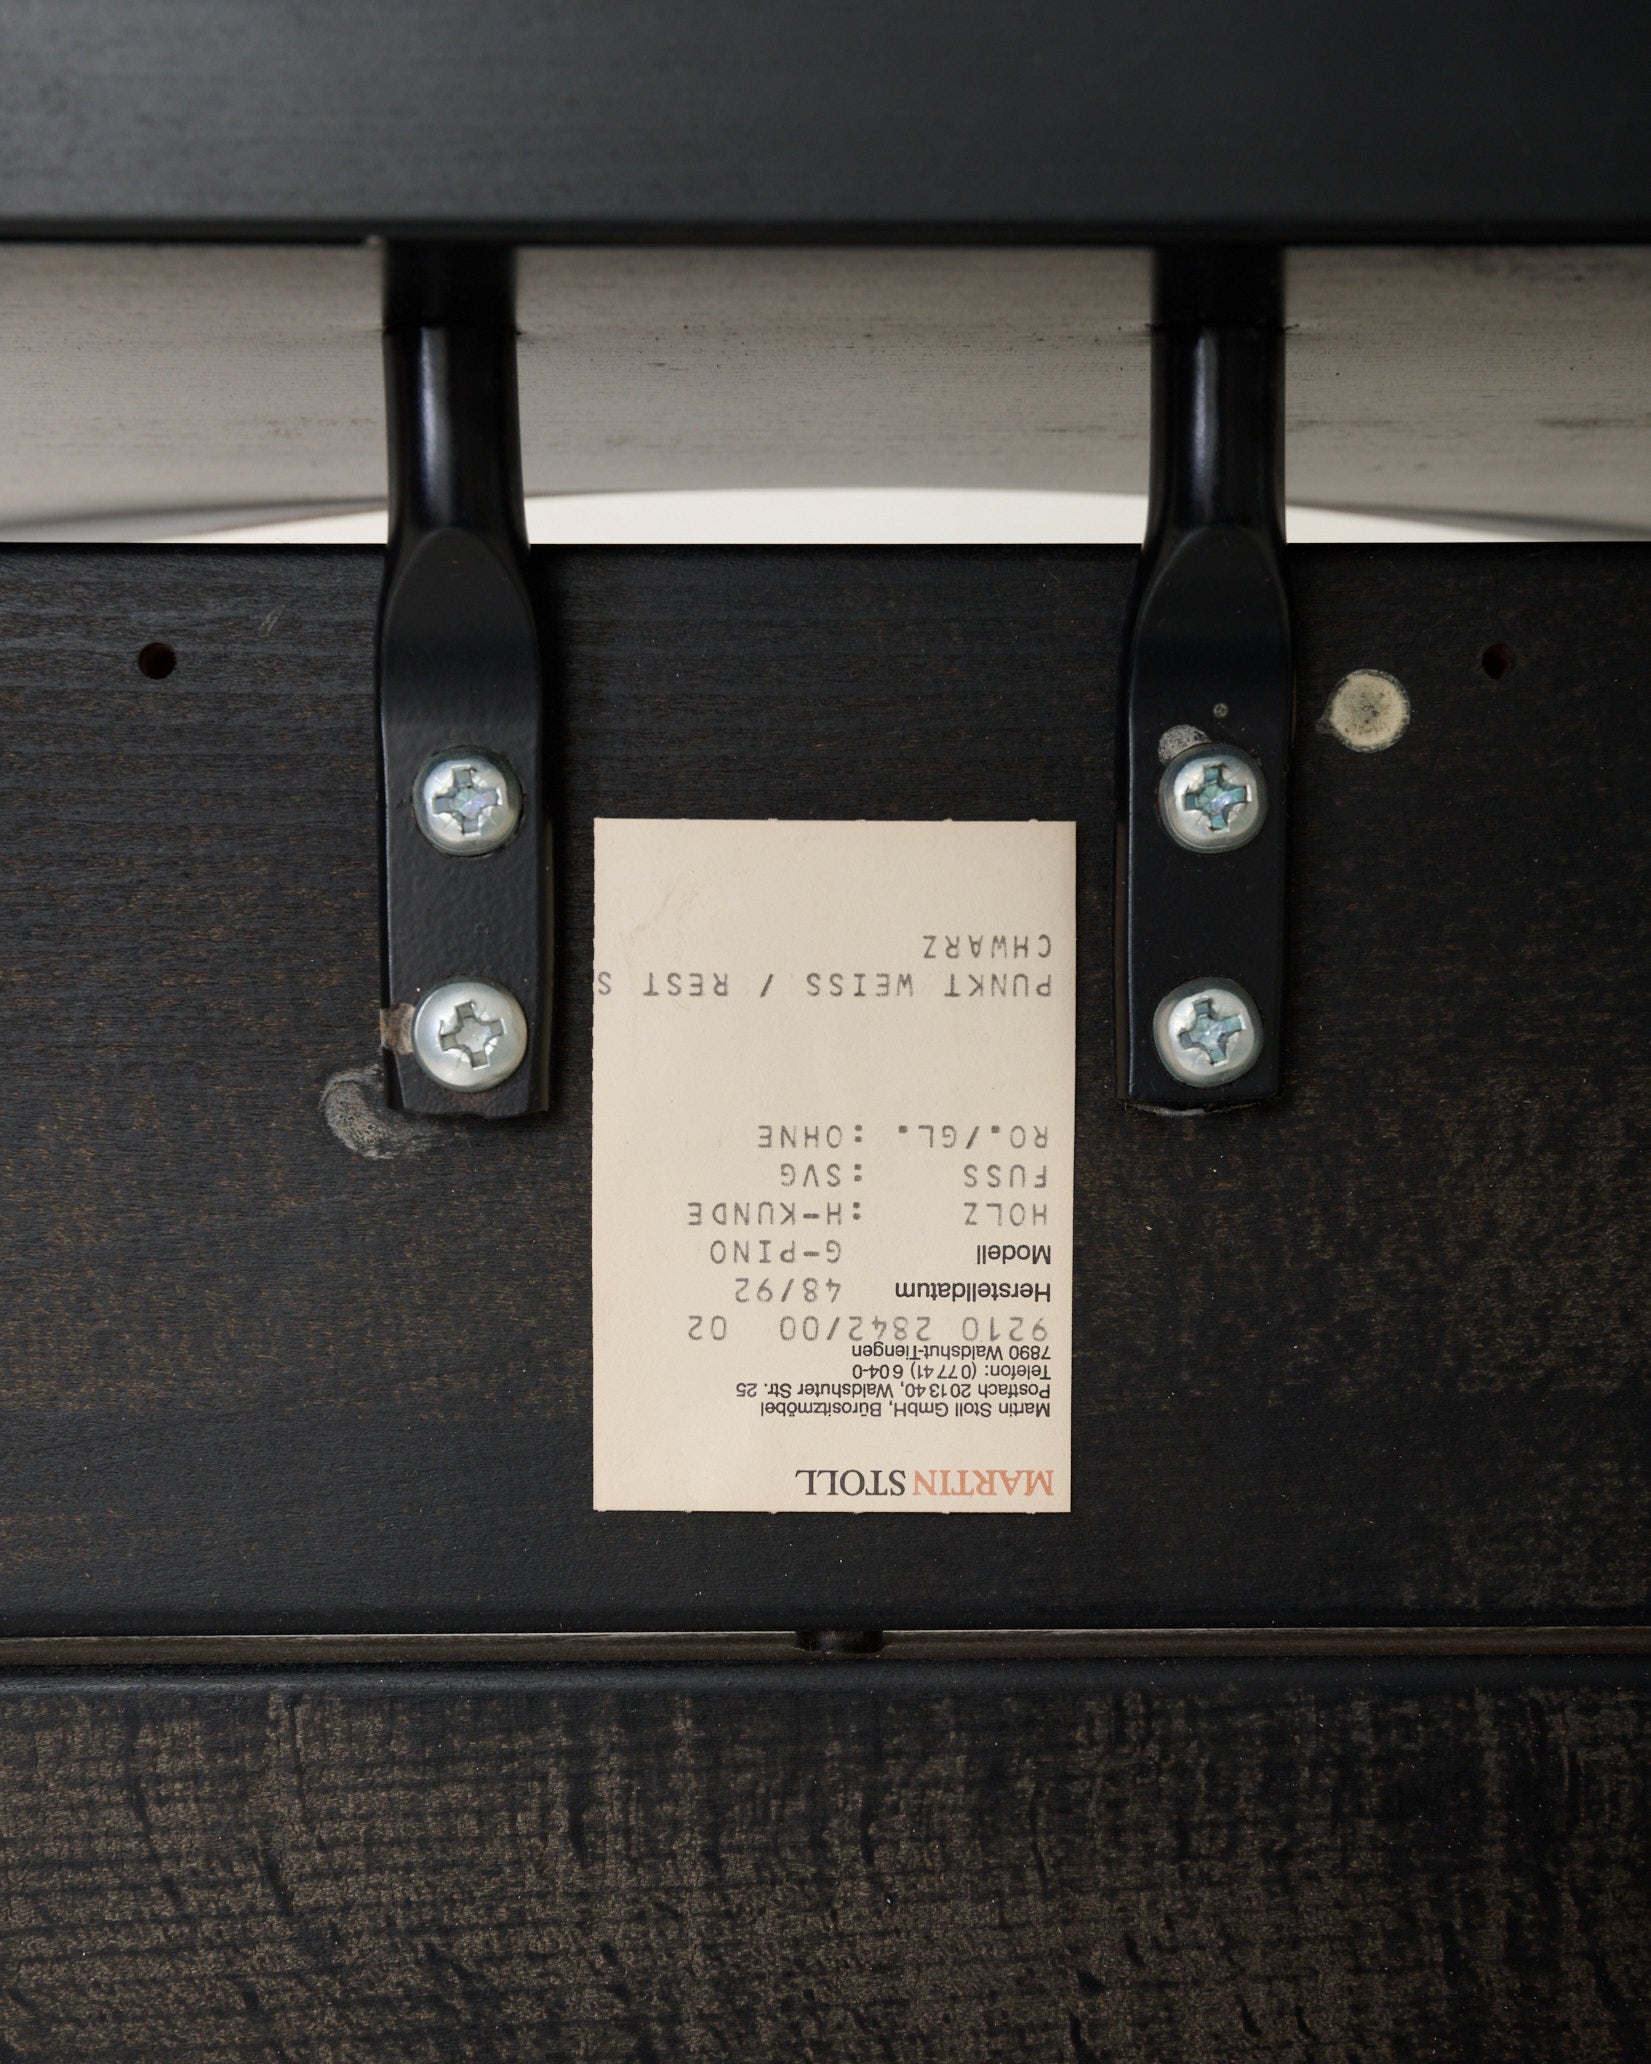 MARTIN STOLL
Martin Stoll GmbH, Bürositzmöbel
Postfach 20 13 40, Waldshuter Str. 25
Telefon: (0 77 41) 6 04-0
7890 Waldshut-Tiengen
9210 2842/00 02
Herstelldatum 48/92
Modell G-PINO
HOLZ :H-KUNDE
FUSS :SVG
RO./GL. :OHNE
PUNKT WEISS / REST S
CHWARZ